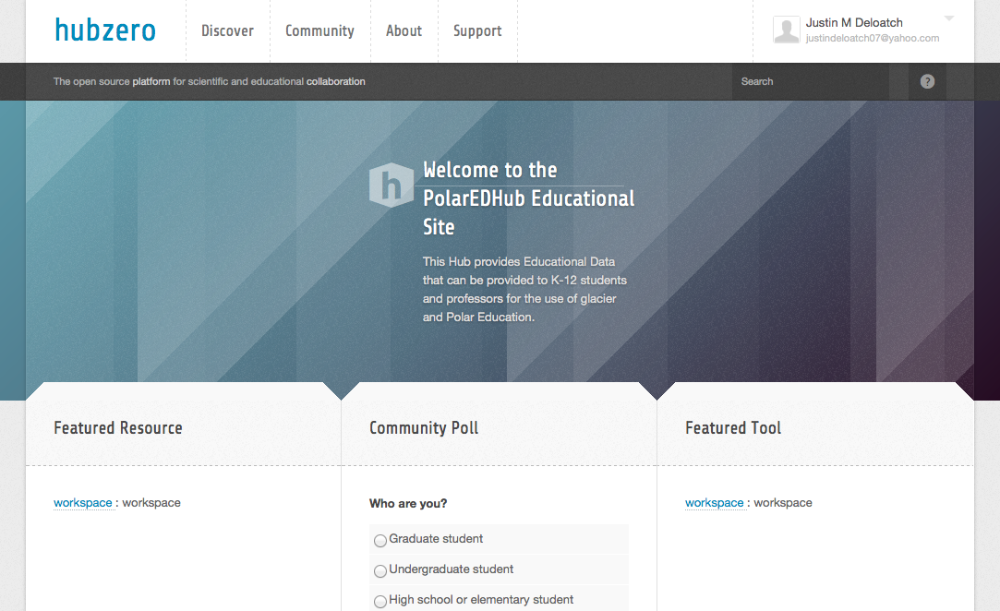 hubzero
Discover
Community
About
Support
Justin M Deloatch
justindeloatch07@yahoo.com
The open source platform for scientific and educational collaboration
Search
?
h
Welcome to the
PolarEDHub Educational
Site
This Hub provides Educational Data
that can be provided to K-12 students
and professors for the use of glacier
and Polar Education.
Featured Resource
workspace : workspace
Community Poll
Who are you?
Graduate student
Undergraduate student
High school or elementary student
Featured Tool
workspace : workspace